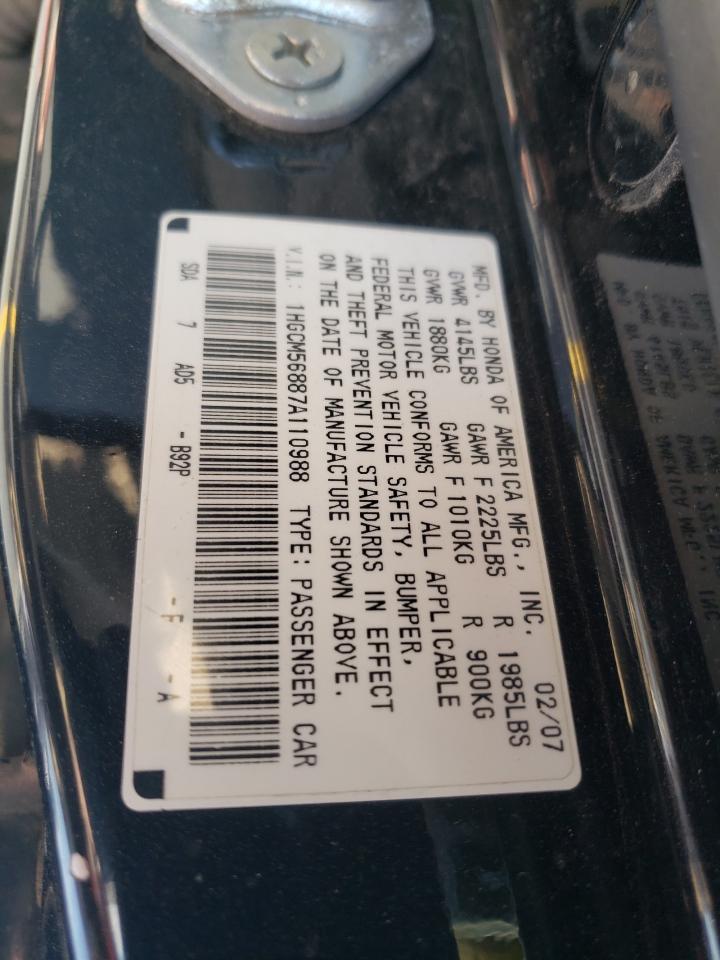 MFD. BY HONDA OF AMERICA MFG., INC. 02/07
GVWR 4145LBS GAWR F 2225LBS R 1985LBS
GVWR 1880KG GAWR F 1010KG R 900KG
THIS VEHICLE CONFORMS TO ALL APPLICABLE
FEDERAL MOTOR VEHICLE SAFETY, BUMPER,
AND THEFT PREVENTION STANDARDS IN EFFECT
ON THE DATE OF MANUFACTURE SHOWN ABOVE.
V.I.N.: 1HGCM56887A110988 TYPE: PASSENGER CAR
SDA 7 AD5 -B92P -F -A